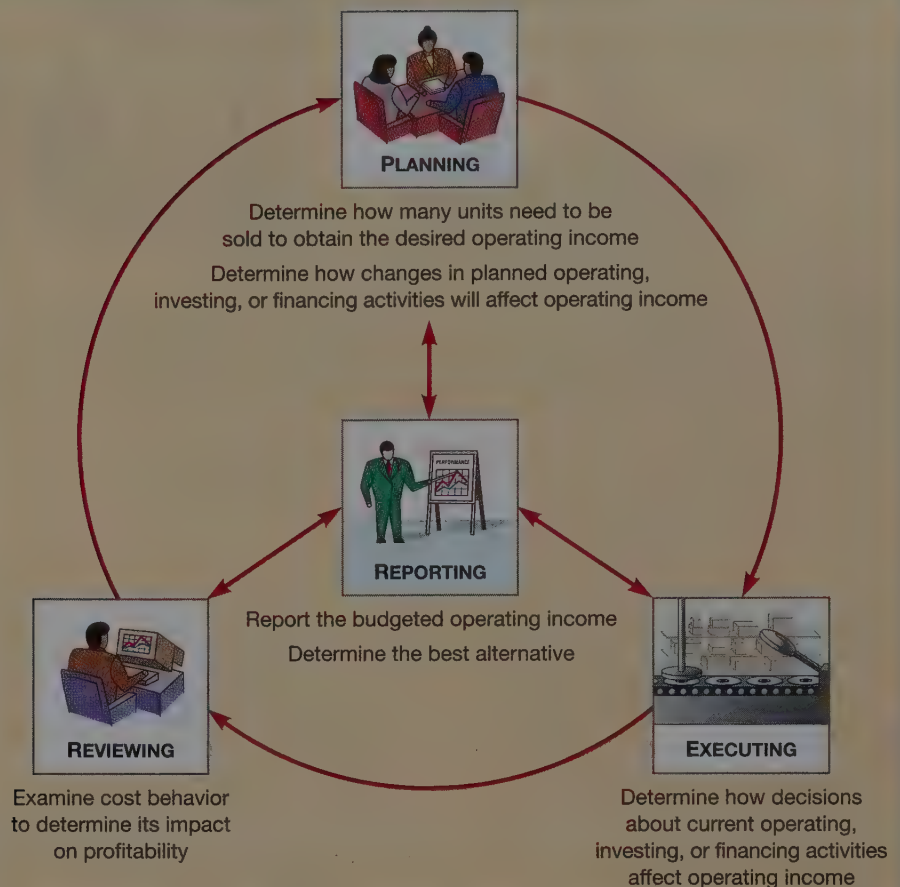 PLANNING
Determine how many units need to be
sold to obtain the desired operating income
Determine how changes in planned operating,
investing, or financing activities will affect operating income
PERFORMANCE
REPORTING
Report the budgeted operating income
Determine the best alternative
REVIEWING
Examine cost behavior
to determine its impact
on profitability
EXECUTING
Determine how decisions
about current operating,
investing, or financing activities
affect operating income